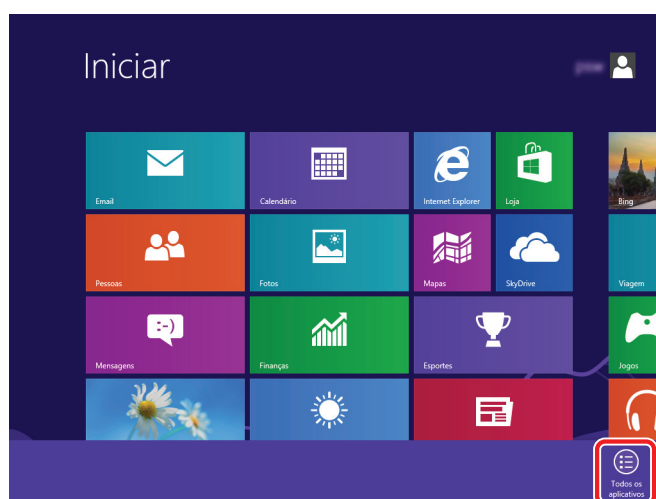 Iniciar
Email
Calendário
Internet Explorer
Loja
Bing
Pessoas
Fotos
Mapas
SkyDrive
Viagem
:-)
Mensagens
Finanças
Esportes
Jogos
Todos os
aplicativos